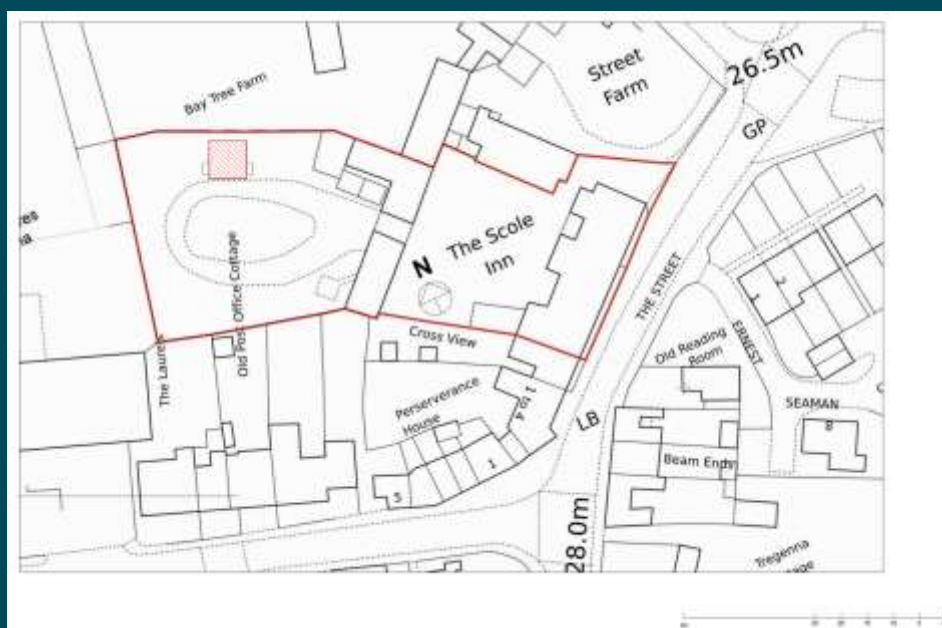 26.5m
Street
Farm
Bay Tree Farm
GP
The Scole
Inn
N
THE STREET
Old Post Office Cottage
The Laurels
Cross View
Old Reading
Room
ERNEST
Perserverance
House
1 to 4
LB
SEAMAN
8
1
5
Beam Ends
28.0m
Tregenna